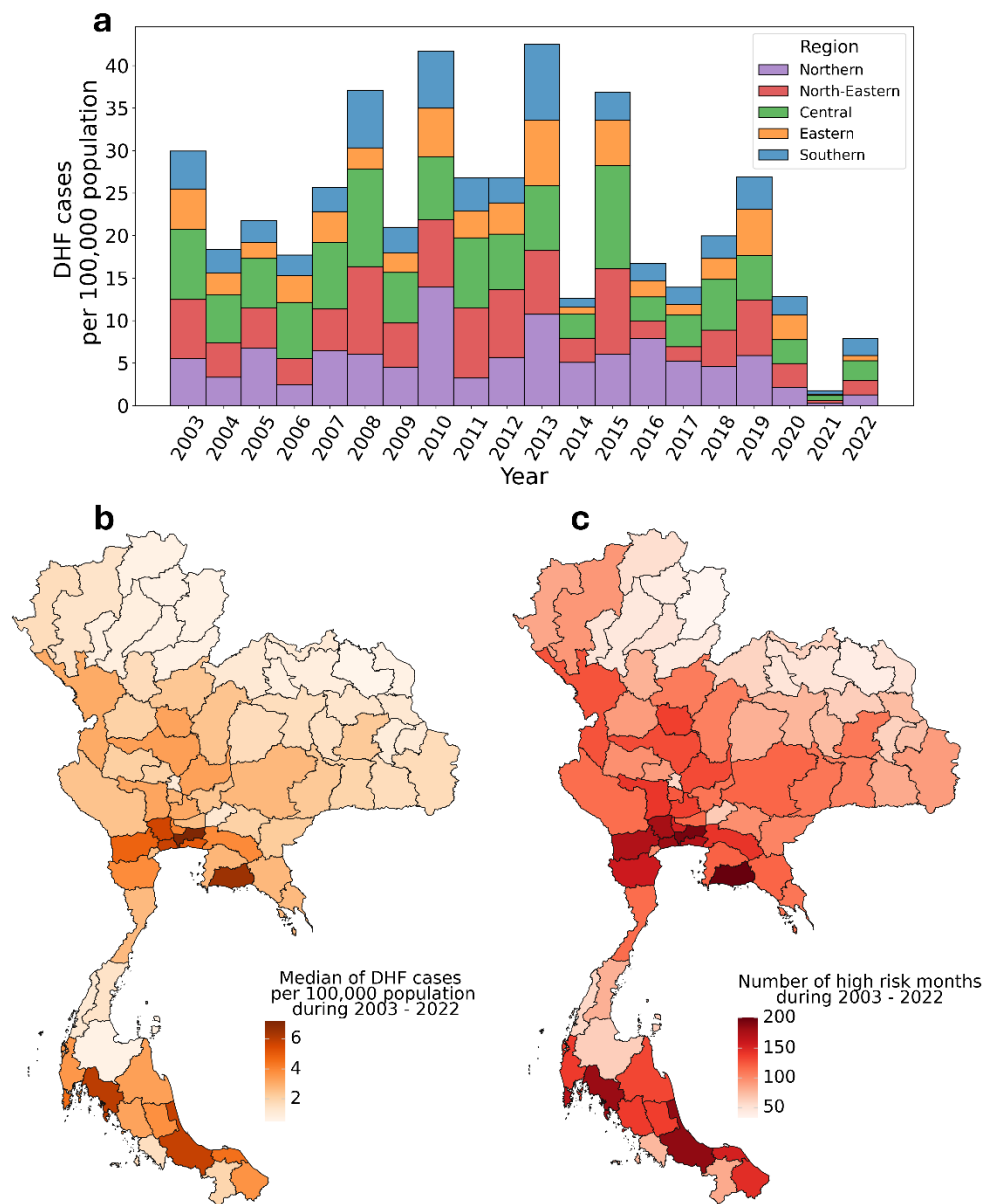 a
DHF cases
per 100,000 population
40
35
30
25
20
15
10
5
0
Region
Northern
North-Eastern
Central
Eastern
Southern
2003
2004
2005
2006
2007
2008
2009
2010
2011
2012
2013
2014
2015
2016
2017
2018
2019
2020
2021
2022
Year
b
Median of DHF cases
per 100,000 population
during 2003 - 2022
6
4
2
c
Number of high risk months
during 2003 - 2022
200
150
100
50